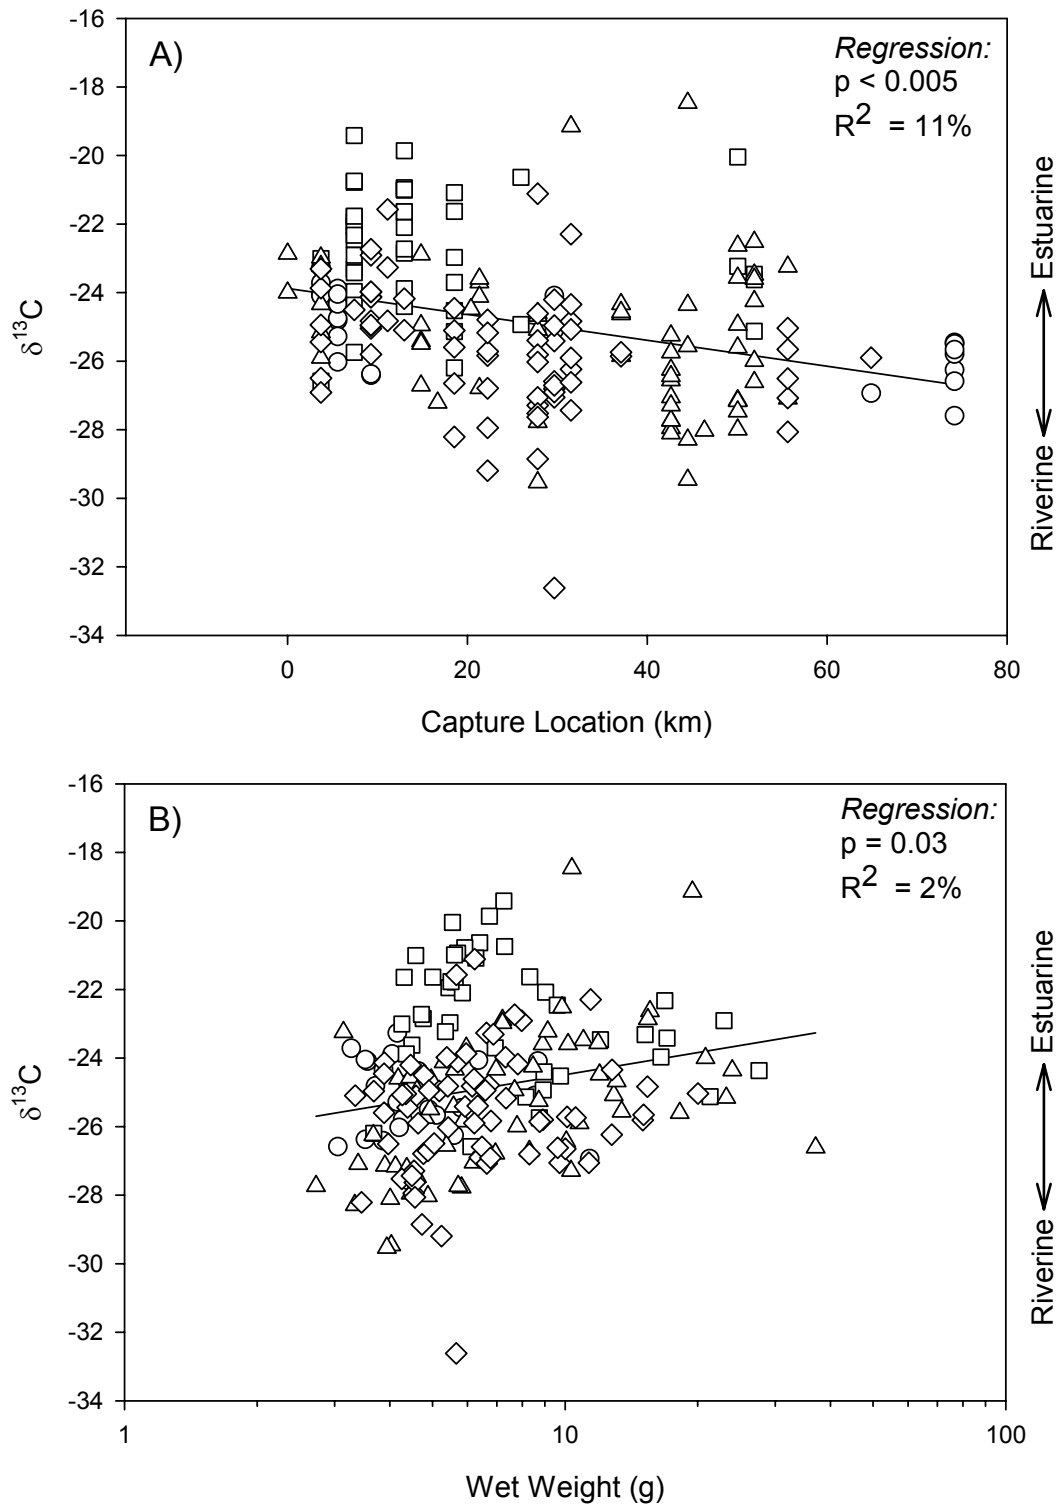 -16
A)
Regression:
p < 0.005
R² = 11%
-18
-20
-22
-24
-26
-28
-30
-32
-34
δ¹³C
Estuarine
Riverine
0 20 40 60 80
Capture Location (km)
-16
B)
Regression:
p = 0.03
R² = 2%
-18
-20
-22
-24
-26
-28
-30
-32
-34
δ¹³C
Estuarine
Riverine
1 10 100
Wet Weight (g)